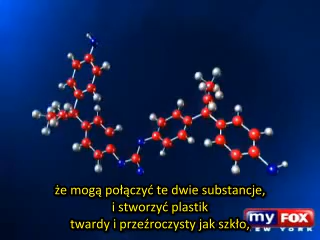 że mogą połączyć te dwie substancje,
i stworzyć plastik
twardy i przeźroczysty jak szkło,
my FOX
NEW YORK